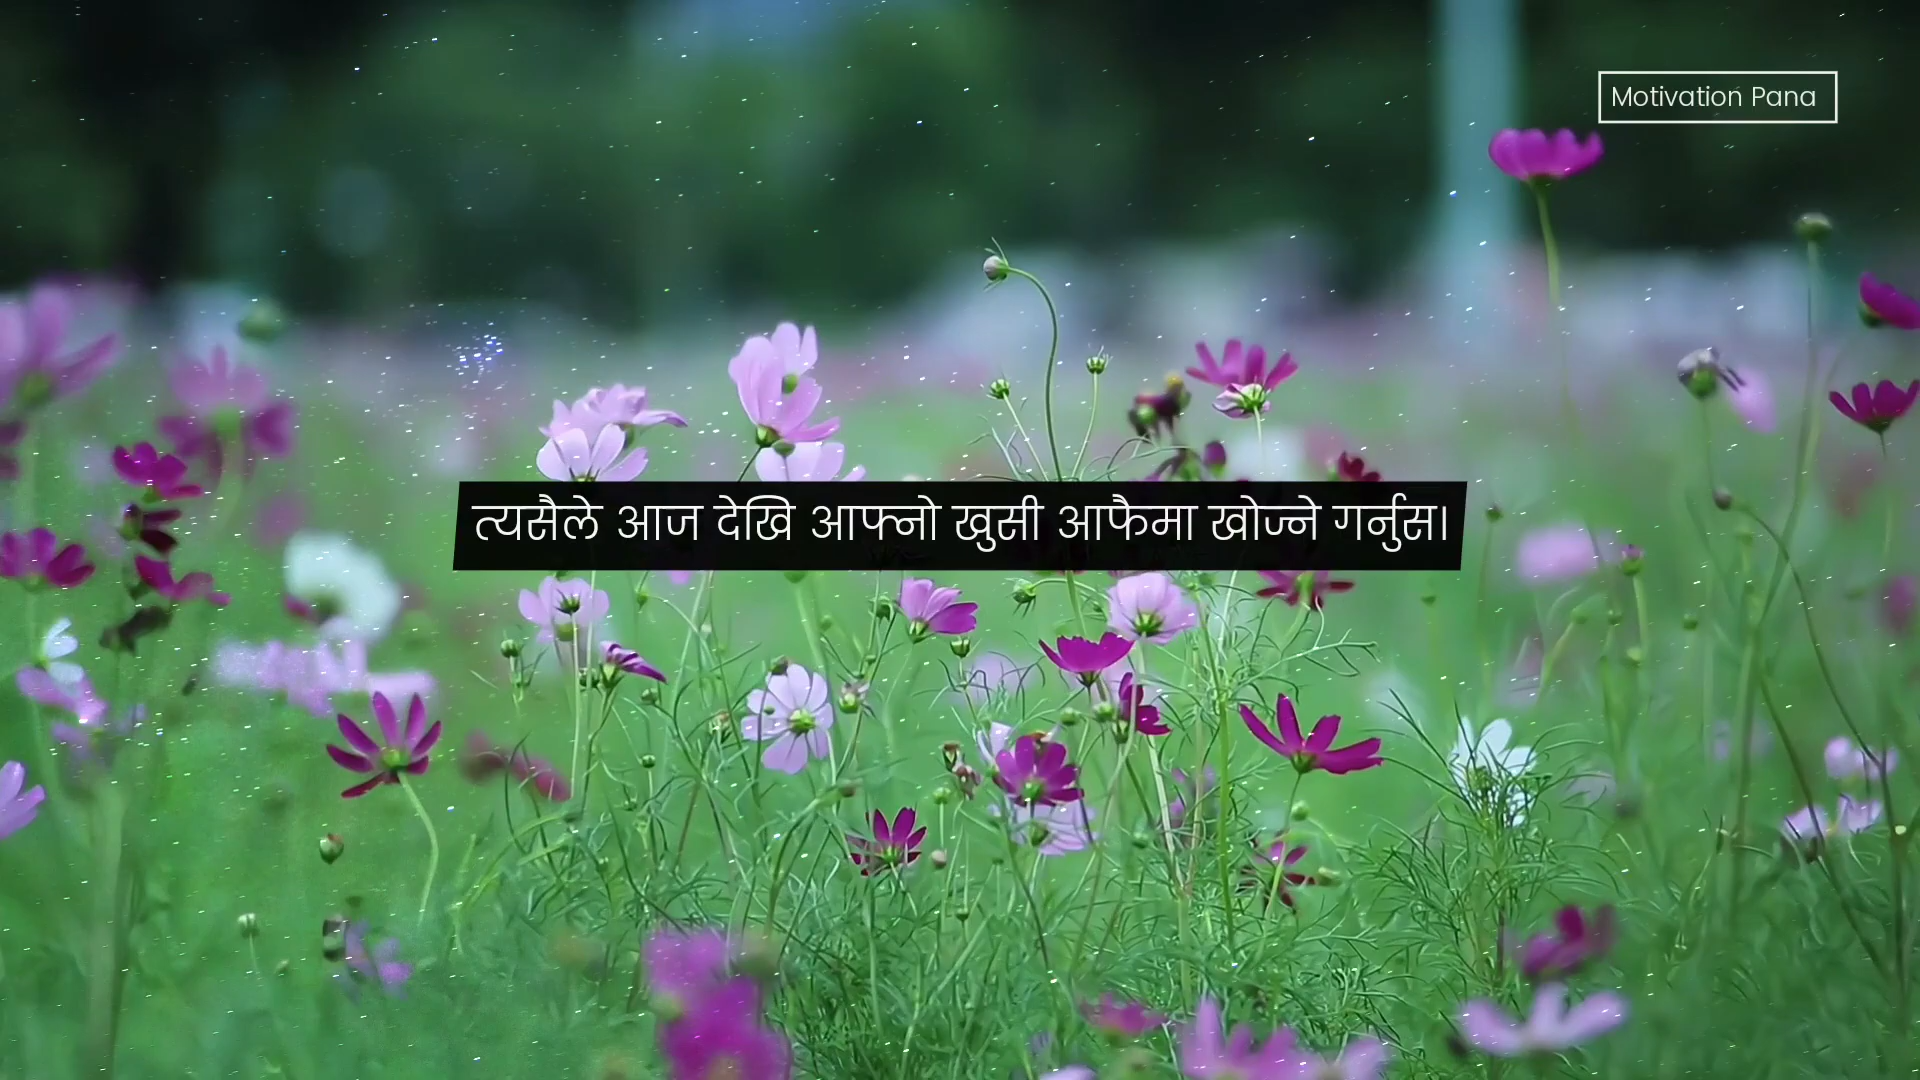 Motivation Pana
त्यसैले आज देखि आफ्नो खुसी आफैमा खोज्ने गर्नुस।